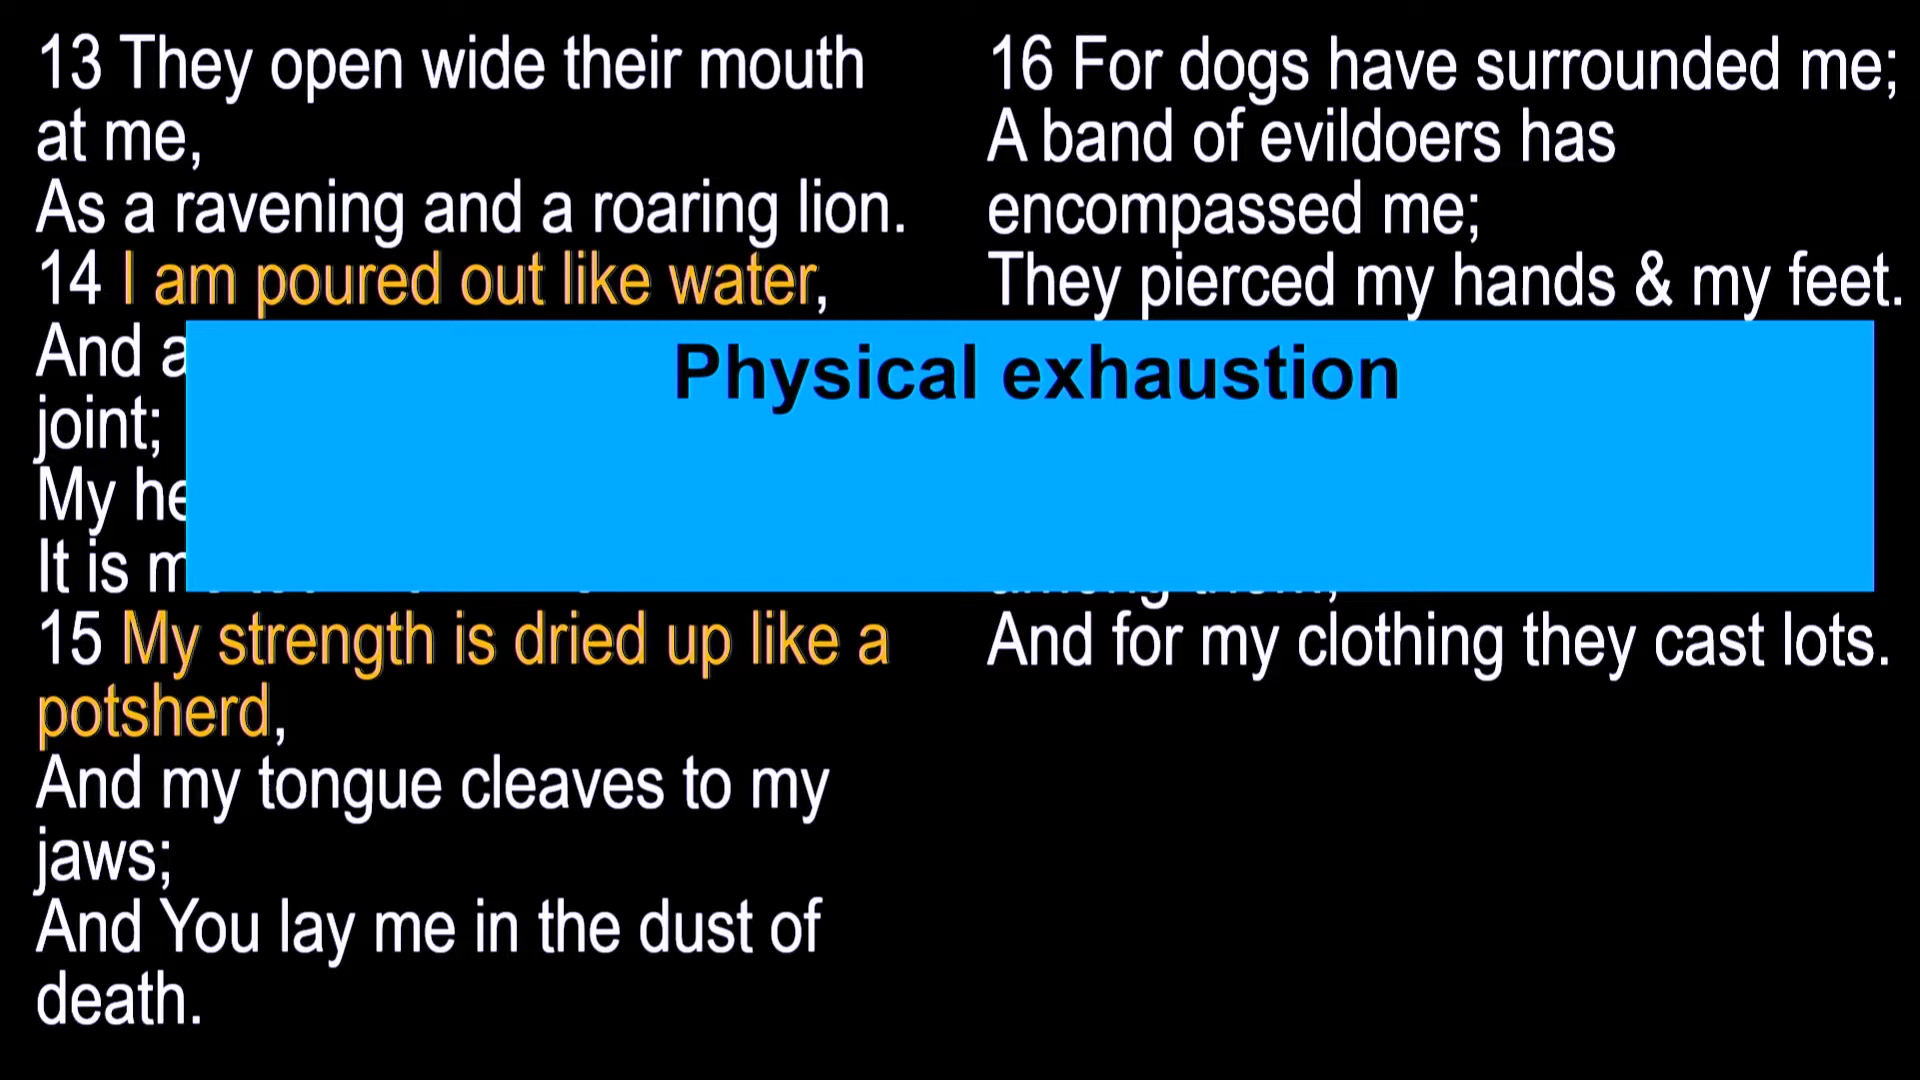 13 They open wide their mouth
at me,
As a ravening and a roaring lion.
14 I am poured out like water,
And
joint;
My
It is
15 My strength is dried up like a
potsherd,
And my tongue cleaves to my
jaws;
And You lay me in the dust of
death.
16 For dogs have surrounded me;
A band of evildoers has
encompassed me;
They pierced my hands & my feet.
And for my clothing they cast lots.
Physical exhaustion